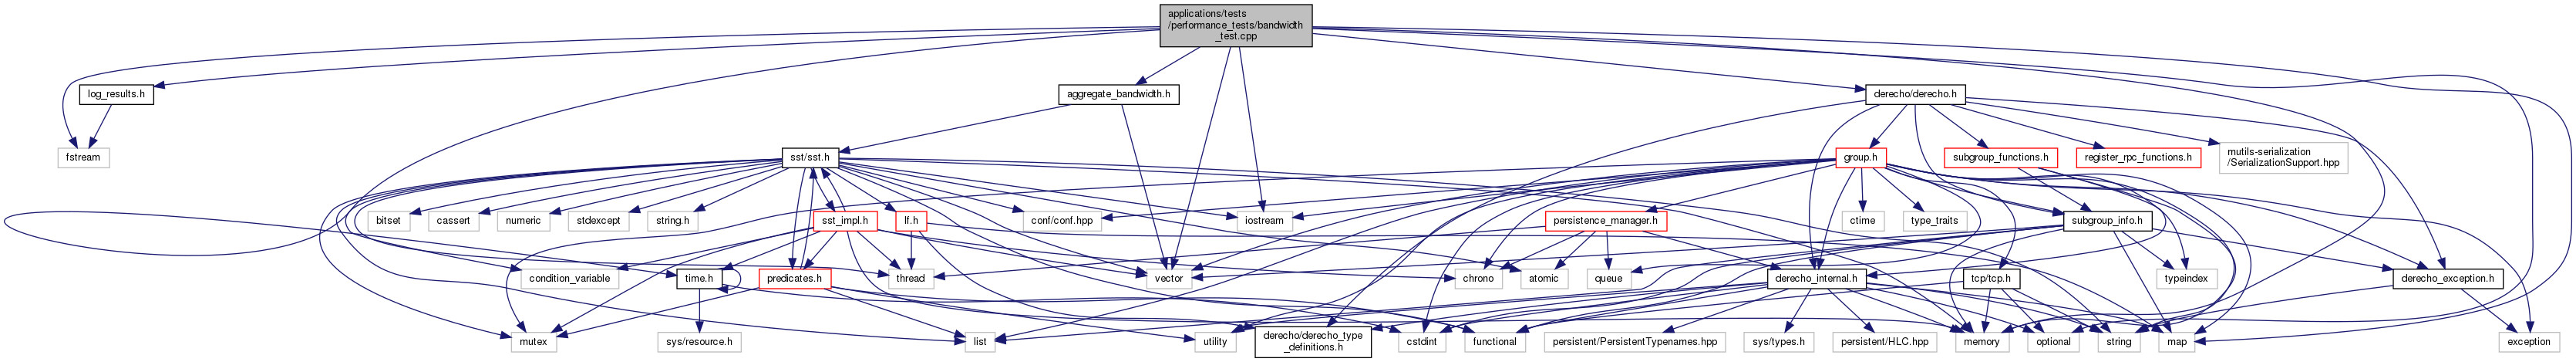 applications/tests
/performance_tests/bandwidth
_test.cpp
log_results.h
aggregate_bandwidth.h
derecho/derecho.h
fstream
sst/sst.h
group.h
subgroup_functions.h
register_rpc_functions.h
mutils-serialization
/SerializationSupport.hpp
bitset
cassert
numeric
stdexcept
string.h
sst_impl.h
lf.h
conf/conf.hpp
iostream
persistence_manager.h
ctime
type_traits
subgroup_info.h
condition_variable
time.h
predicates.h
thread
vector
chrono
atomic
queue
derecho_internal.h
tcp/tcp.h
typeindex
derecho_exception.h
mutex
sys/resource.h
list
utility
derecho/derecho_type
_definitions.h
cstdint
functional
persistent/PersistentTypenames.hpp
sys/types.h
persistent/HLC.hpp
memory
optional
string
map
exception